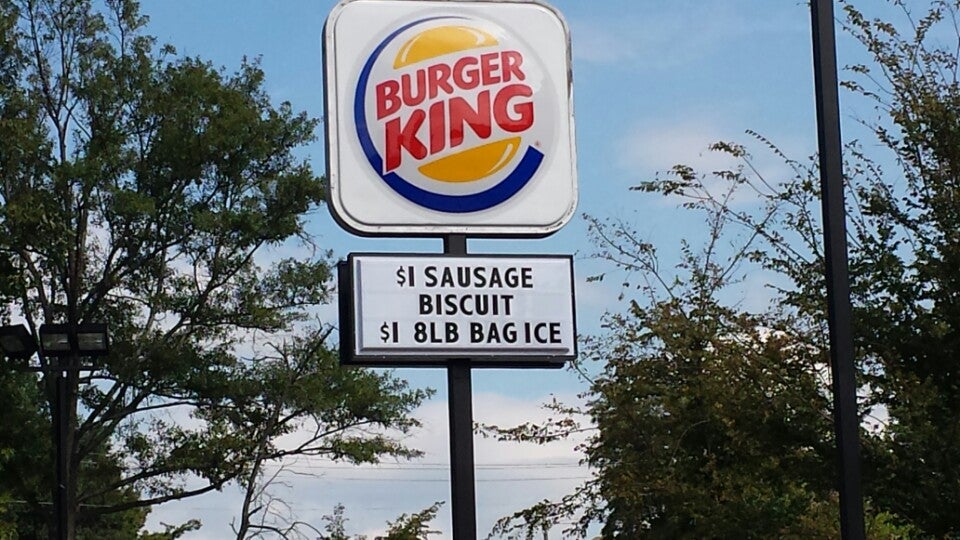 BURGER
KING
$1 SAUSAGE
BISCUIT
$1 8LB BAG ICE